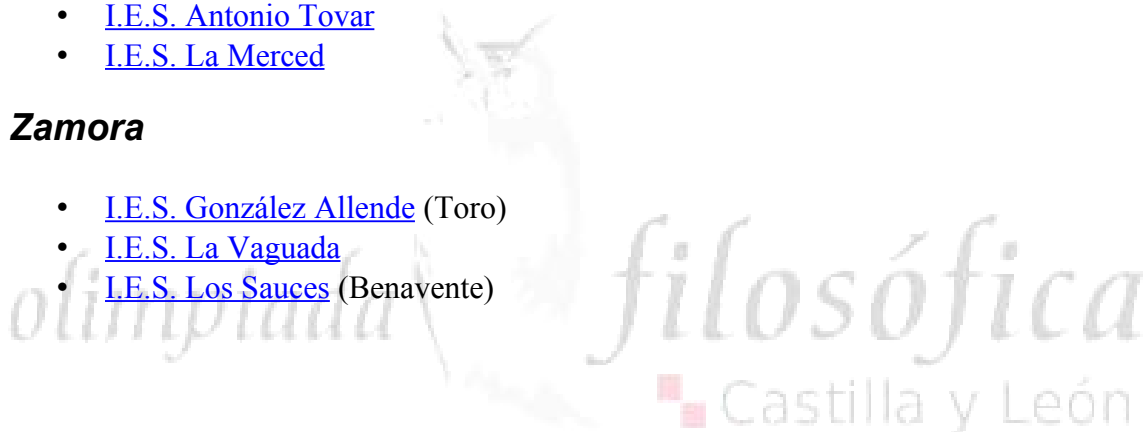 • I.E.S. Antonio Tovar
• I.E.S. La Merced
Zamora
• I.E.S. González Allende (Toro)
• I.E.S. La Vaguada
• I.E.S. Los Sauces (Benavente)
olimpiada filosófica
Castilla y León